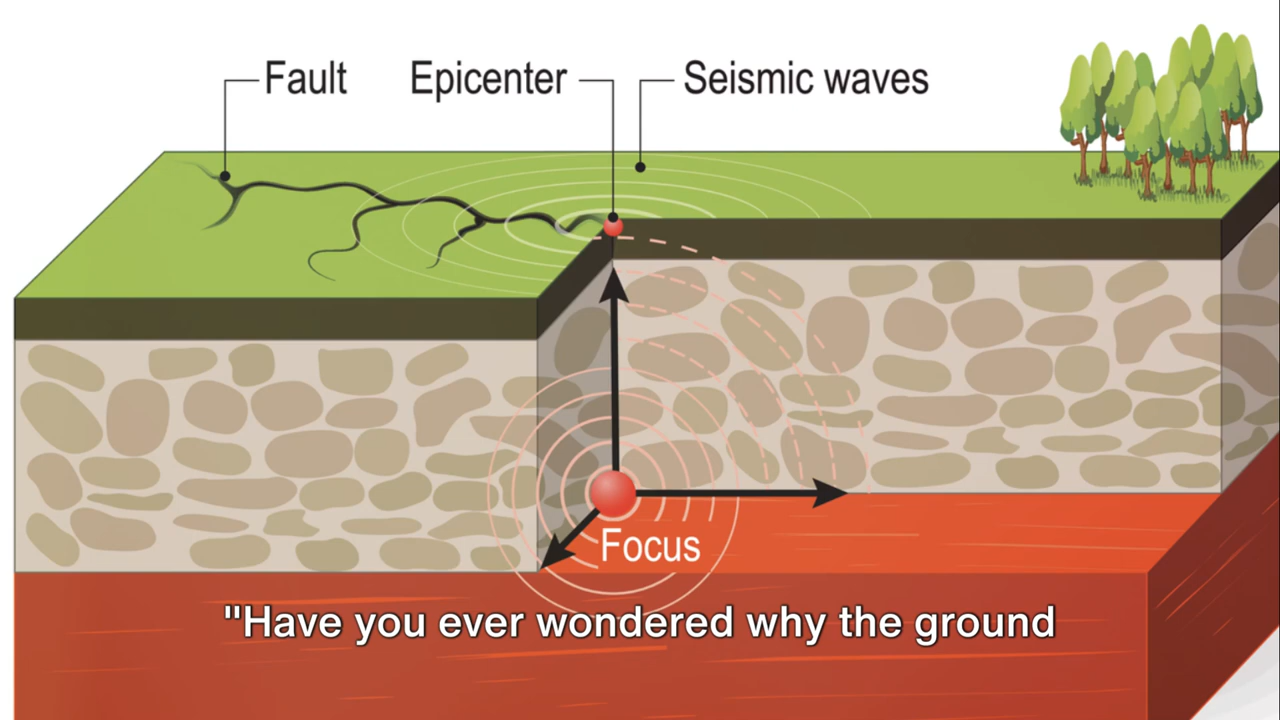 Fault
Epicenter
Seismic waves
Focus
"Have you ever wondered why the ground